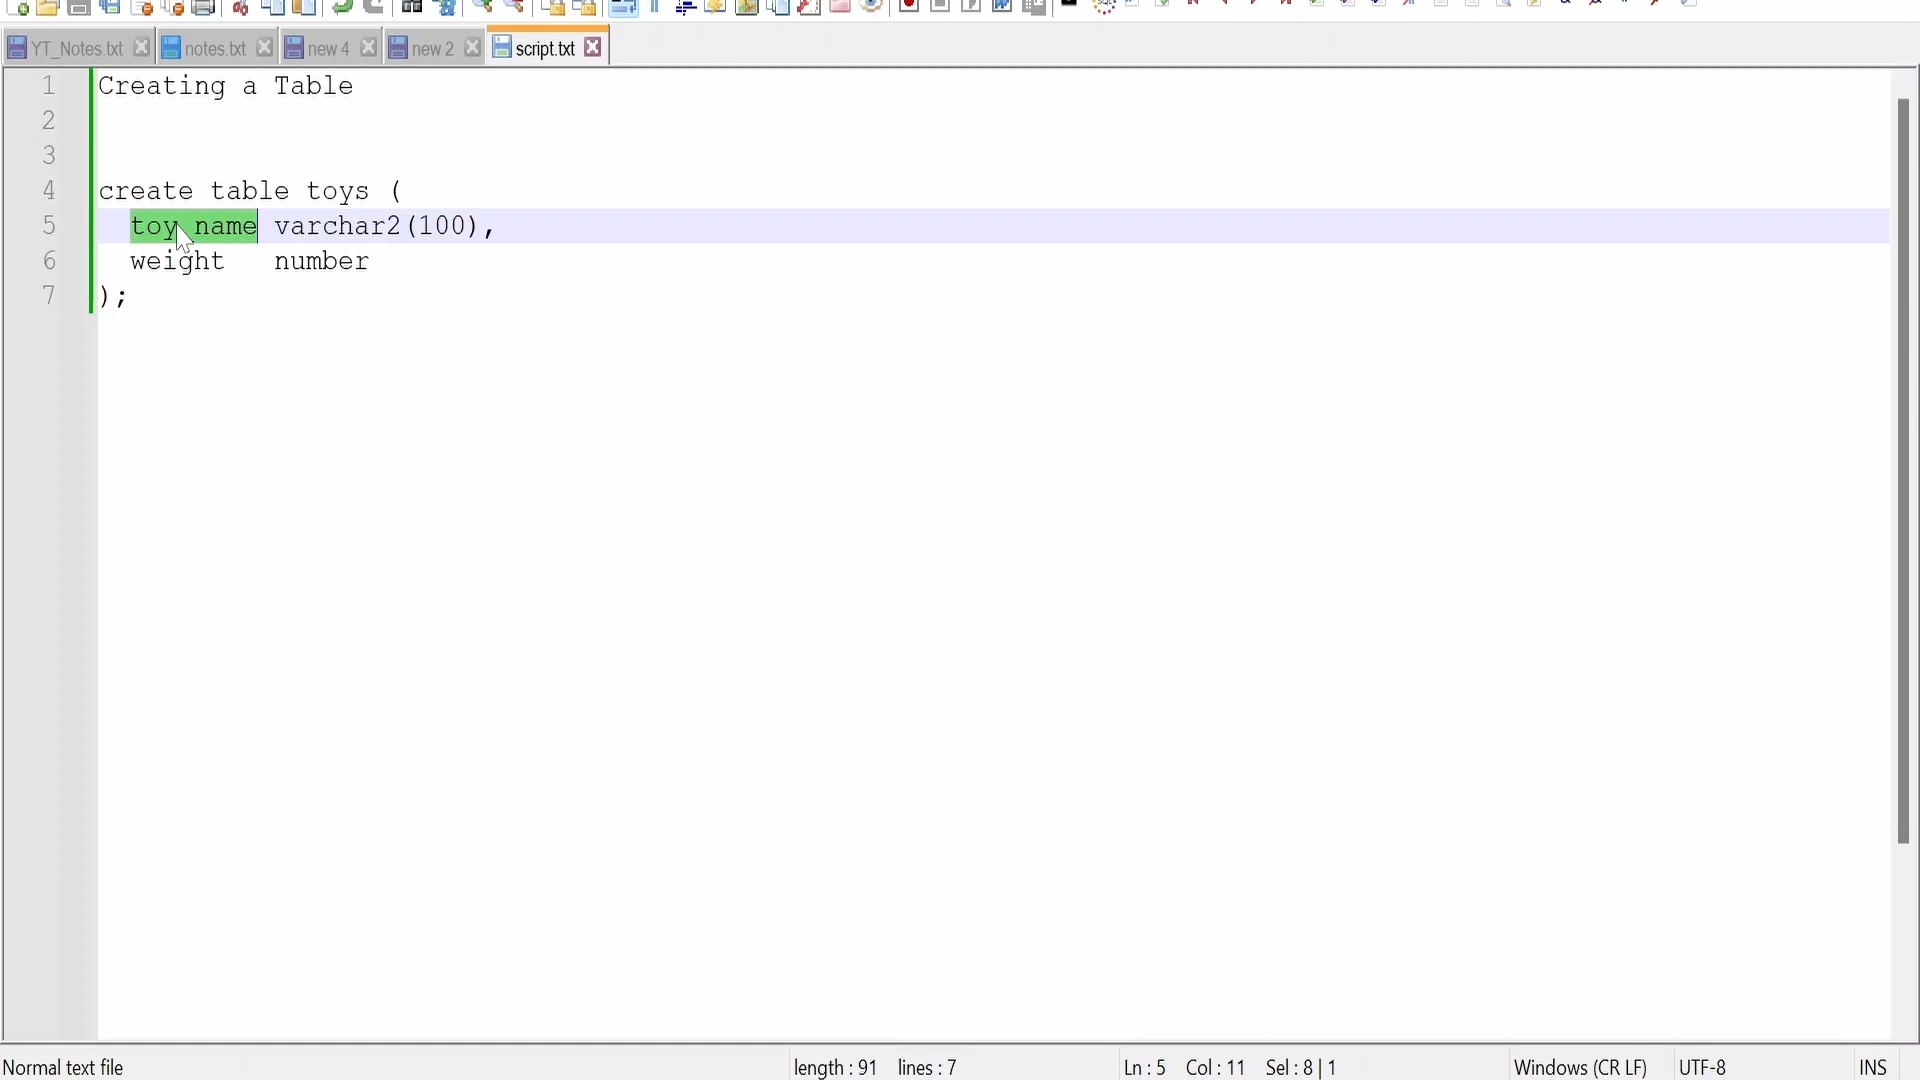 YT_Notes.txt notes.txt new 4 new 2 script.txt
1 Creating a Table
2
3
4 create table toys (
5 toy_name varchar2(100),
6 weight number
7 );
Normal text file length : 91 lines : 7 Ln : 5 Col : 11 Sel : 8 | 1 Windows (CR LF) UTF-8 INS